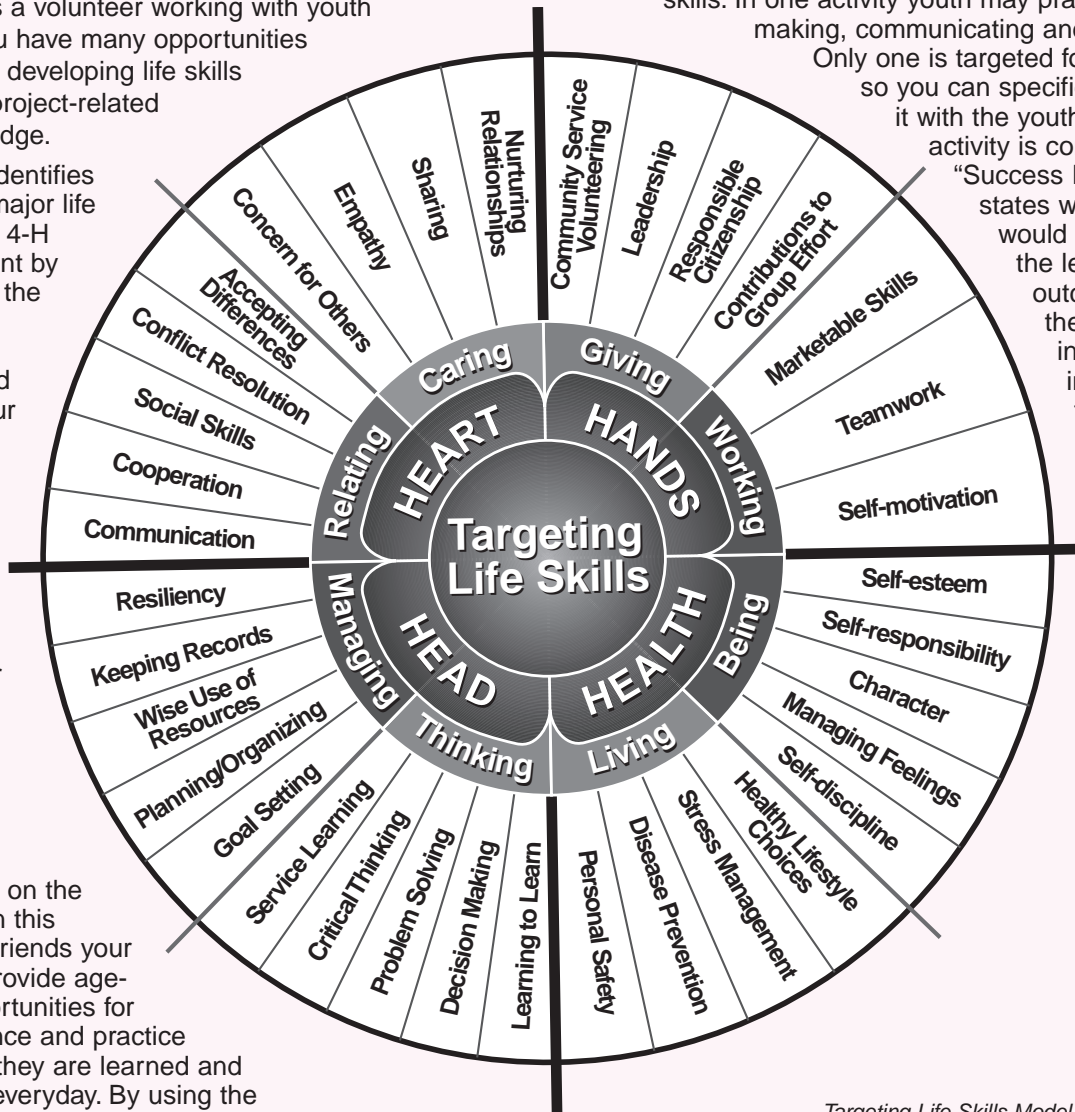 s a volunteer working with youth
u have many opportunities
developing life skills
project-related
dge.
dentifies
major life
4-H
nt by
the
d
ur
skills. In one activity youth may pra
making, communicating and
Only one is targeted fo
so you can specific
it with the youth
activity is co
“Success I
states w
would
the le
outc
the
in
Targeting
Life Skills
HEART
Caring
Nurturing
Relationships
Sharing
Empathy
Concern for Others
Relating
Accepting
Differences
Conflict Resolution
Social Skills
Cooperation
Communication
HANDS
Giving
Community Service
Volunteering
Leadership
Responsible
Citizenship
Contributions to
Group Effort
Working
Marketable Skills
Teamwork
Self-motivation
HEALTH
Being
Self-esteem
Self-responsibility
Character
Managing Feelings
Self-discipline
Living
Healthy Lifestyle
Choices
Stress Management
Disease Prevention
Personal Safety
HEAD
Thinking
Learning to Learn
Decision Making
Problem Solving
Critical Thinking
Service Learning
Managing
Goal Setting
Planning/Organizing
Wise Use of
Resources
Keeping Records
Resiliency
on the
n this
riends your
rovide age-
ortunities for
nce and practice
they are learned and
everyday. By using the
Targeting Life Skills Model